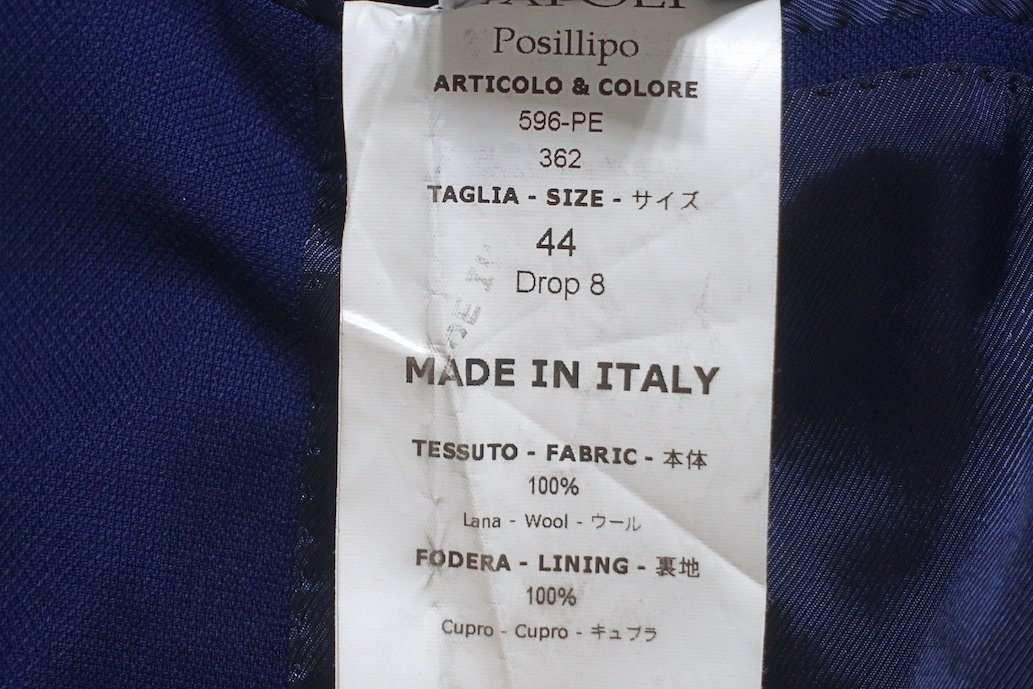 Posillipo
ARTICOLO & COLORE
596-PE
362
TAGLIA - SIZE - サイズ
44
Drop 8
MADE IN ITALY
TESSUTO - FABRIC - 本体
100%
Lana - Wool - ウール
FODERA - LINING - 裏地
100%
Cupro - Cupro - キュプラ